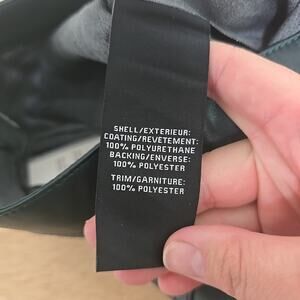 SHELL/EXTERIEUR:
COATING/REVETEMENT:
100% POLYURETHANE
BACKING/ENVERSE:
100% POLYESTER
TRIM/GARNITURE:
100% POLYESTER